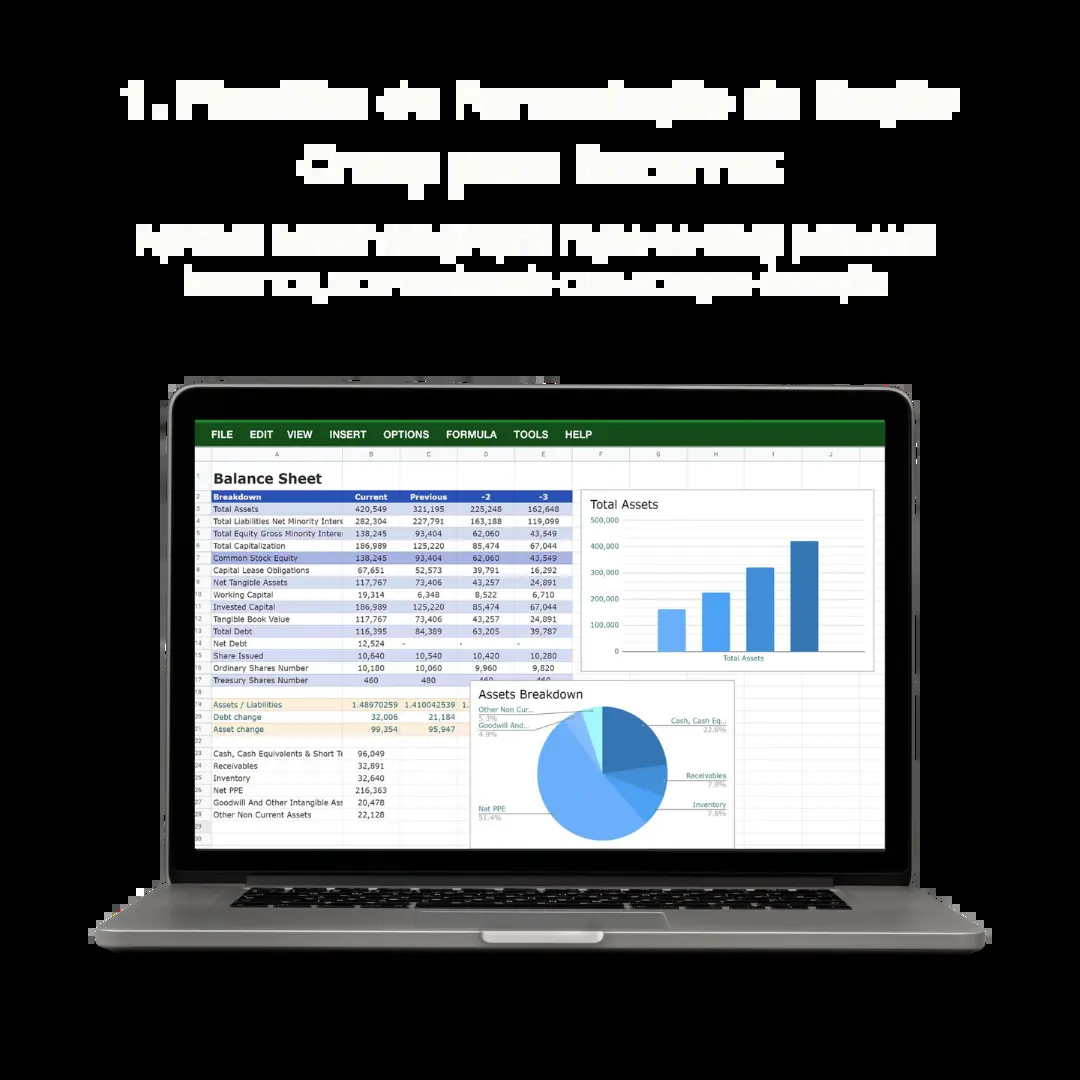 1.
FILE EDIT VIEW INSERT OPTIONS FORMULA TOOLS HELP
A B C D E F G H I J
1 Balance Sheet
2 Breakdown Current Previous -2 -3
3 Total Assets 420,549 321,195 225,248 162,648
4 Total Liabilities Net Minority Intere 282,304 227,791 163,188 119,099
5 Total Equity Gross Minority Intere 138,245 93,404 62,060 43,549
6 Total Capitalization 186,989 125,220 85,474 67,044
7 Common Stock Equity 138,245 93,404 62,060 43,549
8 Capital Lease Obligations 67,651 52,573 39,791 16,292
9 Net Tangible Assets 117,767 73,406 43,257 24,891
10 Working Capital 19,314 6,348 8,522 6,710
11 Invested Capital 186,989 125,220 85,474 67,044
12 Tangible Book Value 117,767 73,406 43,257 24,891
13 Total Debt 116,395 84,389 63,205 39,787
14 Net Debt 12,524 - - -
15 Share Issued 10,640 10,540 10,420 10,280
16 Ordinary Shares Number 10,180 10,060 9,960 9,820
17 Treasury Shares Number 460 480 460 460
18
19 Assets / Liabilities 1.48970259 1.410042539 1.
20 Debt change 32,006 21,184
21 Asset change 99,354 95,947
22
23 Cash, Cash Equivalents & Short Te 96,049
24 Receivables 32,891
25 Inventory 32,640
26 Net PPE 216,363
27 Goodwill And Other Intangible Ass 20,478
28 Other Non Current Assets 22,128
29
30
Total Assets
500,000
400,000
300,000
200,000
100,000
0
Total Assets
Assets Breakdown
Other Non Cur...
5.3%
Goodwill And...
4.9%
Cash, Cash Eq...
22.8%
Receivables
7.8%
Inventory
7.8%
Net PPE
51.4%